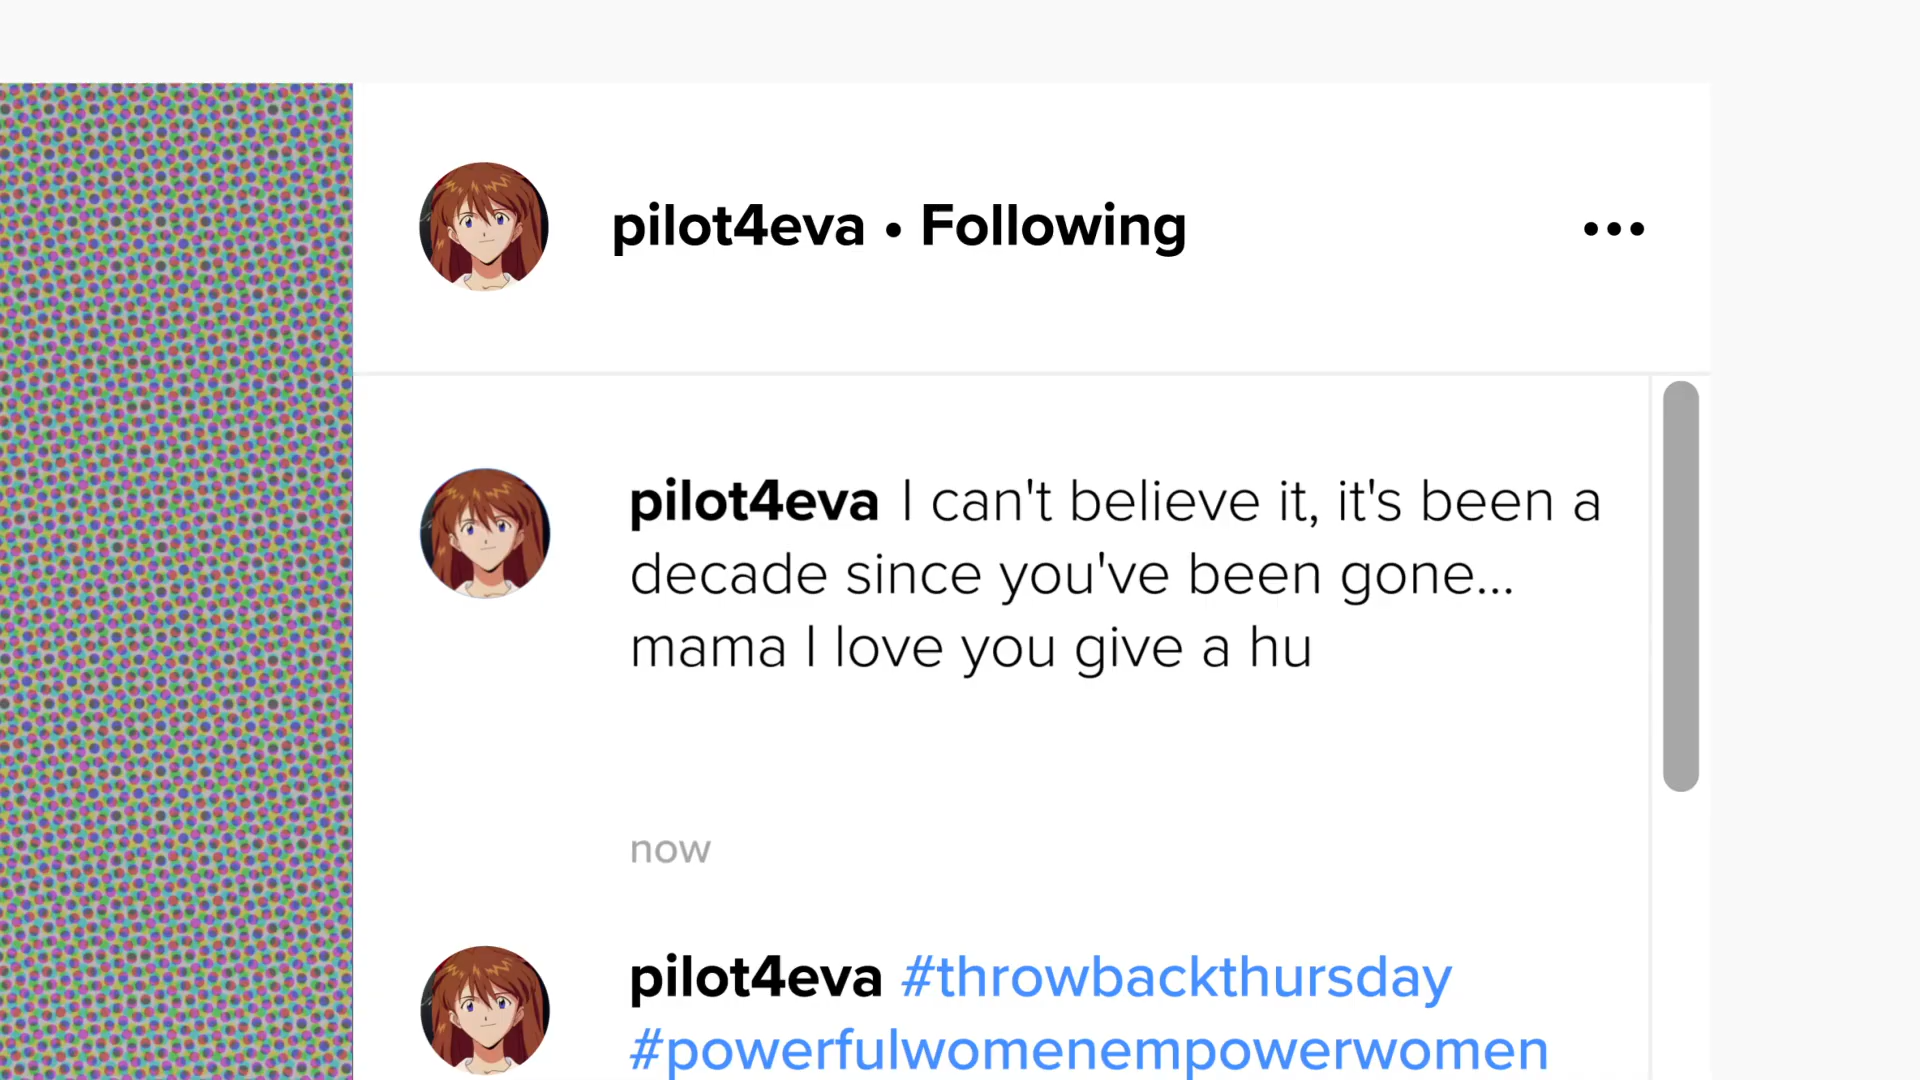 pilot4eva • Following
pilot4eva I can't believe it, it's been a
decade since you've been gone...
mama I love you give a hu
now
pilot4eva #throwbackthursday
#powerfulwomenempowerwomen